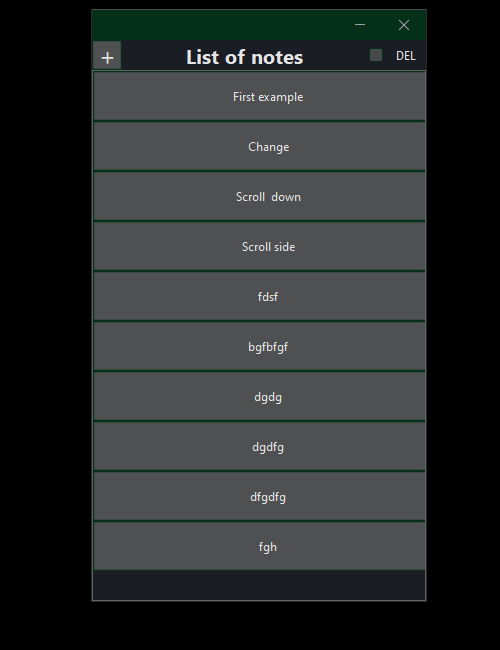 + List of notes DEL
First example
Change
Scroll  down
Scroll side
fdsf
bgfbfgf
dgdg
dgdfg
dfgdfg
fgh